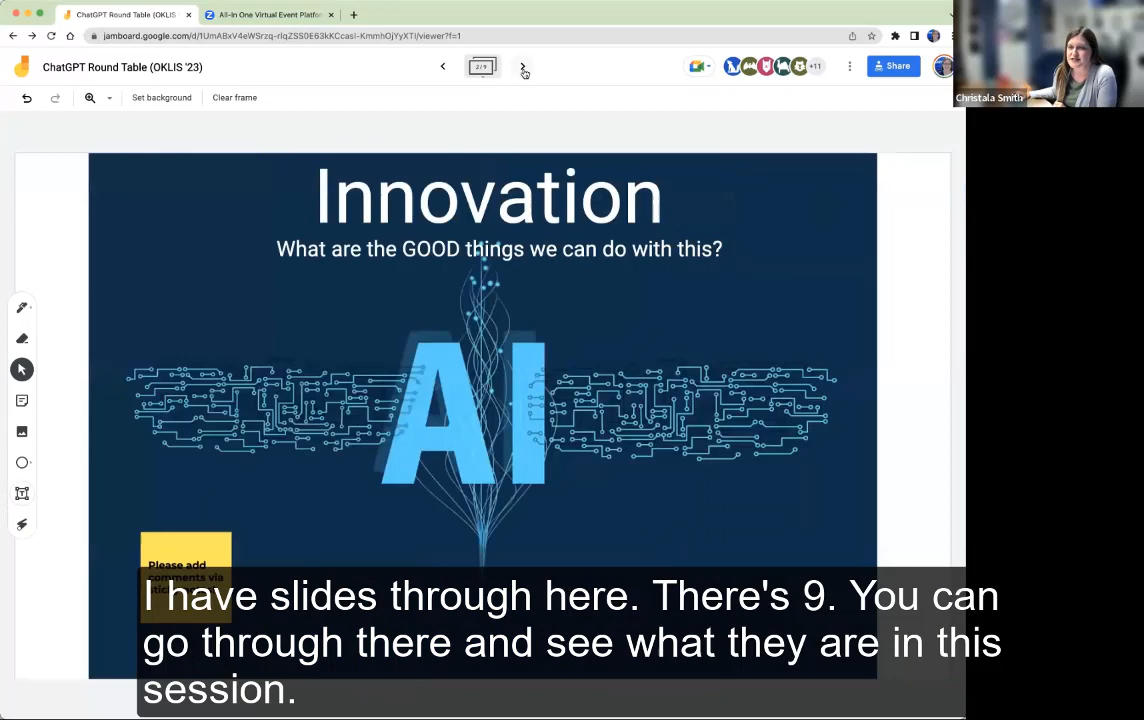 ChatGPT Round Table (OKLIS
All-In One Virtual Event Platfor
jamboard.google.com/d/1UmABxV4eWSrzq-rlqZSS0E63kKCcasl-KmmhOjYyXTI/viewer?f=1
ChatGPT Round Table (OKLIS '23)
2/9
+11
Share
Christala Smith
Set background
Clear frame
Innovation
What are the GOOD things we can do with this?
AI
Please add
comments via
I have slides through here. There's 9. You can
go through there and see what they are in this
session.